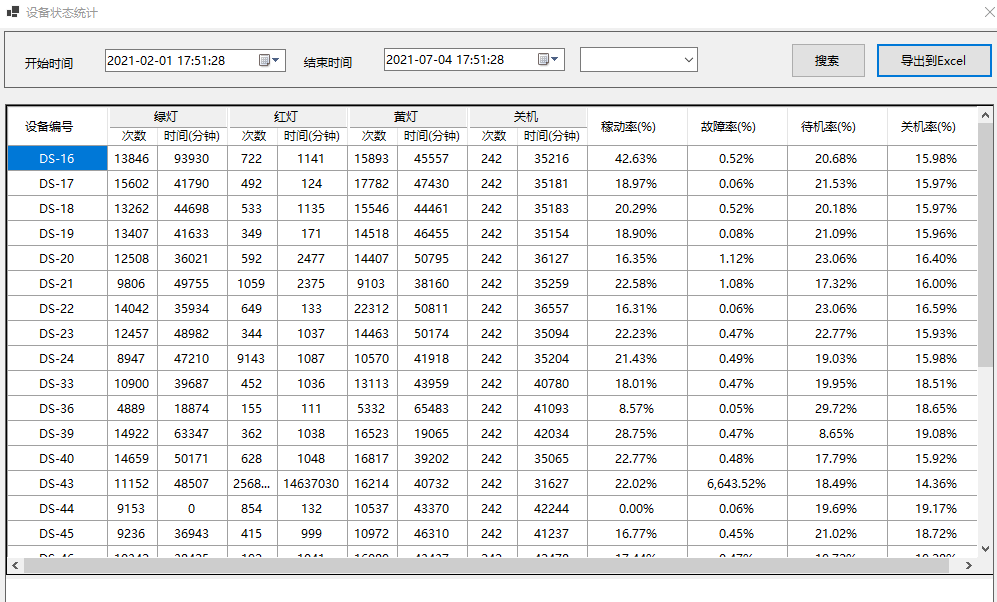 设备状态统计
开始时间 2021-02-01 17:51:28 结束时间 2021-07-04 17:51:28 搜索 导出到Excel
设备编号 绿灯 红灯 黄灯 关机 稼动率(%) 故障率(%) 待机率(%) 关机率(%)
次数 时间(分钟) 次数 时间(分钟) 次数 时间(分钟) 次数 时间(分钟)
DS-16 13846 93930 722 1141 15893 45557 242 35216 42.63% 0.52% 20.68% 15.98%
DS-17 15602 41790 492 124 17782 47430 242 35181 18.97% 0.06% 21.53% 15.97%
DS-18 13262 44698 533 1135 15546 44461 242 35183 20.29% 0.52% 20.18% 15.97%
DS-19 13407 41633 349 171 14518 46455 242 35154 18.90% 0.08% 21.09% 15.96%
DS-20 12508 36021 592 2477 14407 50795 242 36127 16.35% 1.12% 23.06% 16.40%
DS-21 9806 49755 1059 2375 9103 38160 242 35259 22.58% 1.08% 17.32% 16.00%
DS-22 14042 35934 649 133 22312 50811 242 36557 16.31% 0.06% 23.06% 16.59%
DS-23 12457 48982 344 1037 14463 50174 242 35094 22.23% 0.47% 22.77% 15.93%
DS-24 8947 47210 9143 1087 10570 41918 242 35204 21.43% 0.49% 19.03% 15.98%
DS-33 10900 39687 452 1036 13113 43959 242 40780 18.01% 0.47% 19.95% 18.51%
DS-36 4889 18874 155 111 5332 65483 242 41093 8.57% 0.05% 29.72% 18.65%
DS-39 14922 63347 362 1038 16523 19065 242 42034 28.75% 0.47% 8.65% 19.08%
DS-40 14659 50171 628 1048 16817 39202 242 35065 22.77% 0.48% 17.79% 15.92%
DS-43 11152 48507 2568... 14637030 16214 40732 242 31627 22.02% 6,643.52% 18.49% 14.36%
DS-44 9153 0 854 132 10537 43370 242 42244 0.00% 0.06% 19.69% 19.17%
DS-45 9236 36943 415 999 10972 46310 242 41237 16.77% 0.45% 21.02% 18.72%